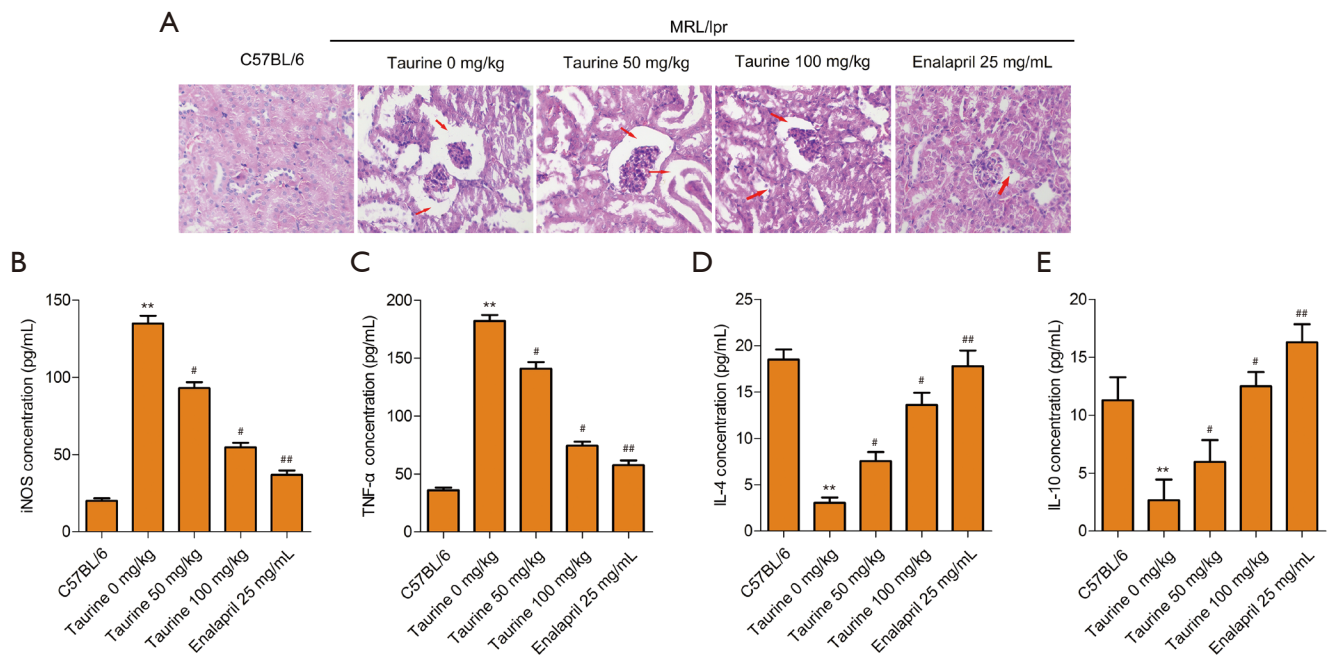 A
MRL/lpr
C57BL/6
Taurine 0 mg/kg
Taurine 50 mg/kg
Taurine 100 mg/kg
Enalapril 25 mg/mL
B
iNOS concentration (pg/mL)
150
100
50
0
**
#
#
##
C57BL/6
Taurine 0 mg/kg
Taurine 50 mg/kg
Taurine 100 mg/kg
Enalapril 25 mg/mL
C
TNF-α concentration (pg/mL)
200
150
100
50
0
**
#
#
##
C57BL/6
Taurine 0 mg/kg
Taurine 50 mg/kg
Taurine 100 mg/kg
Enalapril 25 mg/mL
D
IL-4 concentration (pg/mL)
25
20
15
10
5
0
**
#
#
##
C57BL/6
Taurine 0 mg/kg
Taurine 50 mg/kg
Taurine 100 mg/kg
Enalapril 25 mg/mL
E
IL-10 concentration (pg/mL)
20
15
10
5
0
**
#
#
##
C57BL/6
Taurine 0 mg/kg
Taurine 50 mg/kg
Taurine 100 mg/kg
Enalapril 25 mg/mL